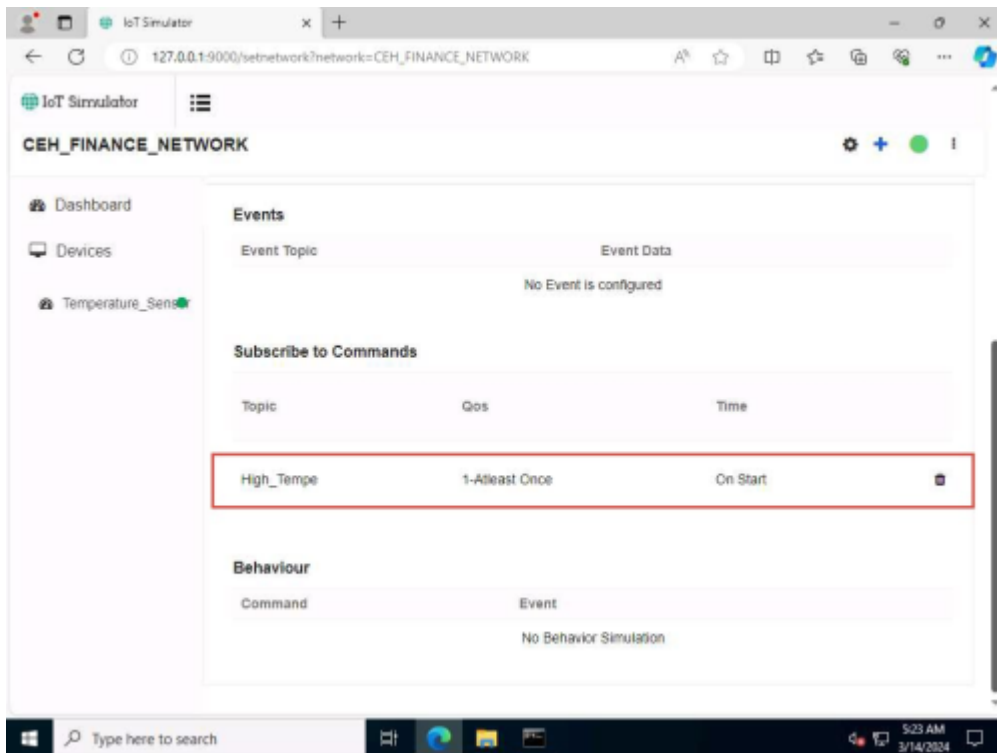 IoT Simulator
127.0.0.1:9000/setnetwork?network=CEH_FINANCE_NETWORK
IoT Simulator
CEH_FINANCE_NETWORK
Dashboard
Devices
Temperature_Sensor
Events
Event Topic Event Data
No Event is configured
Subscribe to Commands
Topic Qos Time
High_Tempe 1-Atleast Once On Start
Behaviour
Command Event
No Behavior Simulation
Type here to search
5:23 AM
3/14/2024